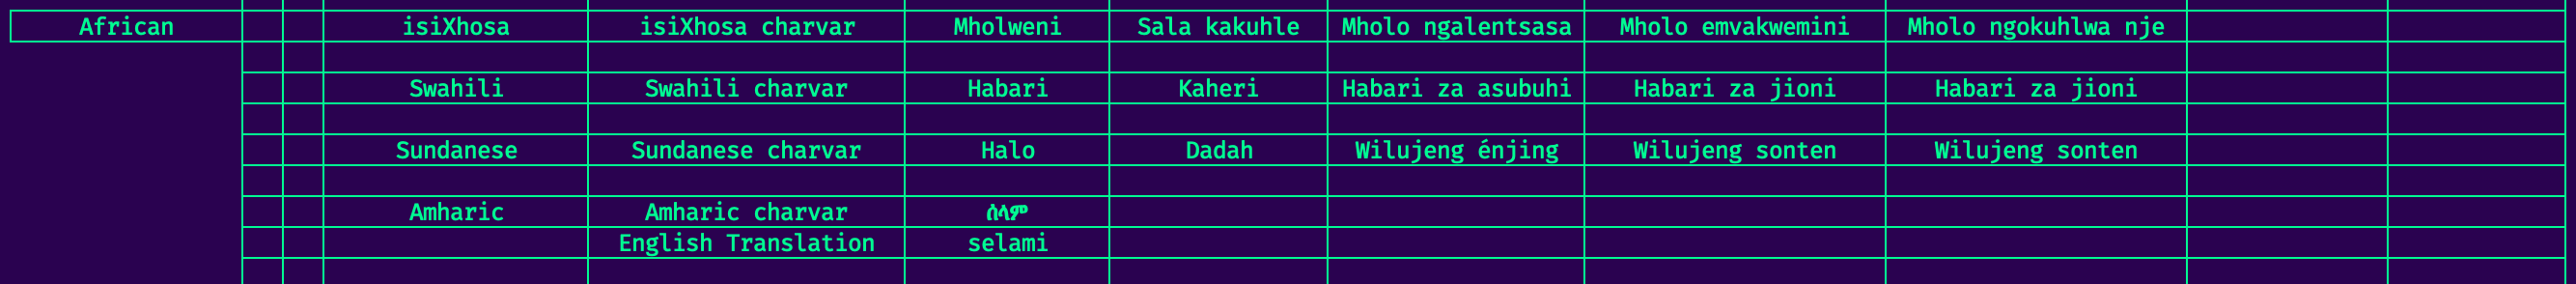 African isiXhosa isiXhosa charvar Mholweni Sala kakuhle Mholo ngalentsasa Mholo emvakwemini Mholo ngokuhlwa nje
Swahili Swahili charvar Habari Kaheri Habari za asubuhi Habari za jioni Habari za jioni
Sundanese Sundanese charvar Halo Dadah Wilujeng énjing Wilujeng sonten Wilujeng sonten
Amharic Amharic charvar ሰላም
English Translation selami